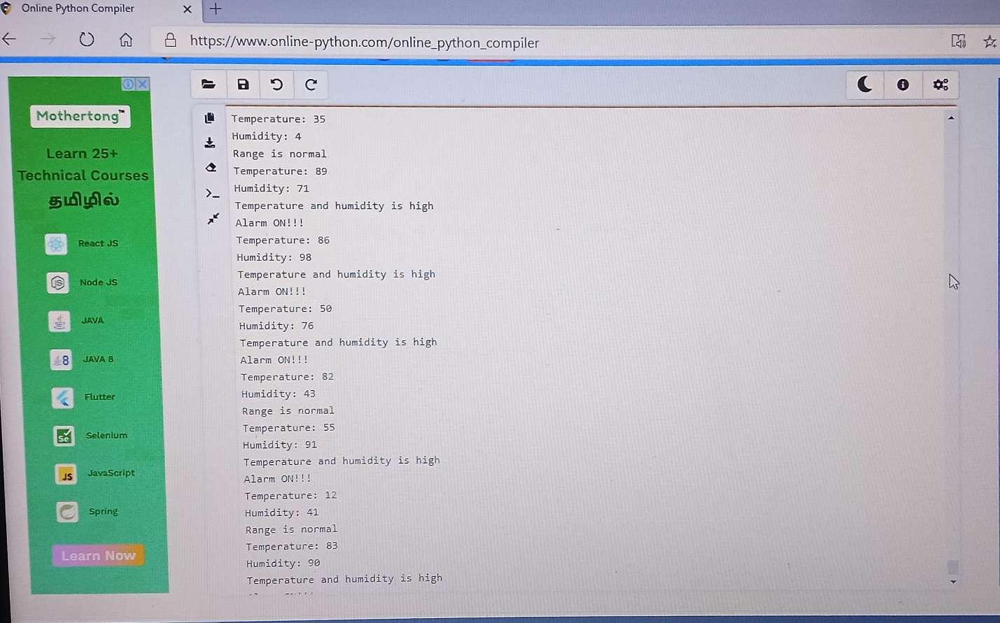 Online Python Compiler
https://www.online-python.com/online_python_compiler
Mothertong™
Learn 25+
Technical Courses
தமிழில்
React JS
Node JS
JAVA
JAVA 8
Flutter
Selenium
JavaScript
Spring
Learn Now
Temperature: 35
Humidity: 4
Range is normal
Temperature: 89
Humidity: 71
Temperature and humidity is high
Alarm ON!!!
Temperature: 86
Humidity: 98
Temperature and humidity is high
Alarm ON!!!
Temperature: 50
Humidity: 76
Temperature and humidity is high
Alarm ON!!!
Temperature: 82
Humidity: 43
Range is normal
Temperature: 55
Humidity: 91
Temperature and humidity is high
Alarm ON!!!
Temperature: 12
Humidity: 41
Range is normal
Temperature: 83
Humidity: 90
Temperature and humidity is high